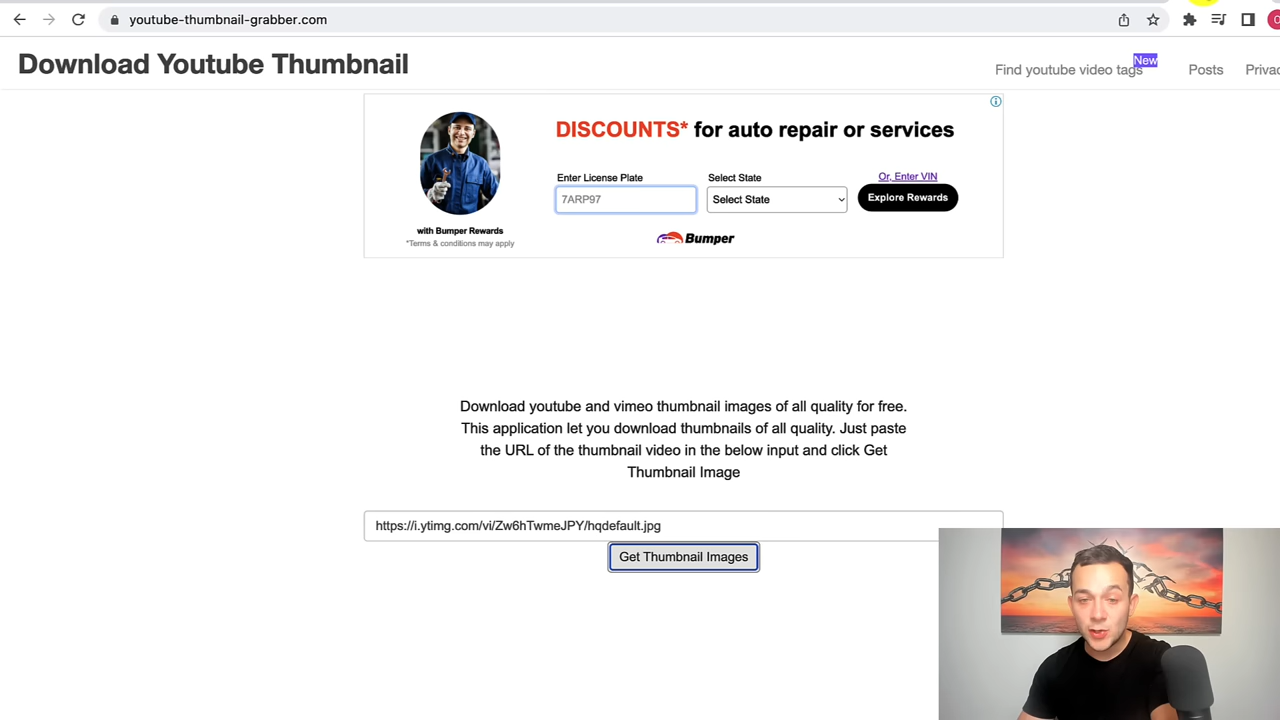 youtube-thumbnail-grabber.com
Download Youtube Thumbnail
Find youtube video tags
New
Posts
Priva
DISCOUNTS* for auto repair or services
Enter License Plate
Select State
Or, Enter VIN
7ARP97
Select State
Explore Rewards
with Bumper Rewards
*Terms & conditions may apply
Bumper
Download youtube and vimeo thumbnail images of all quality for free.
This application let you download thumbnails of all quality. Just paste
the URL of the thumbnail video in the below input and click Get
Thumbnail Image
https://i.ytimg.com/vi/Zw6hTwmeJPY/hqdefault.jpg
Get Thumbnail Images